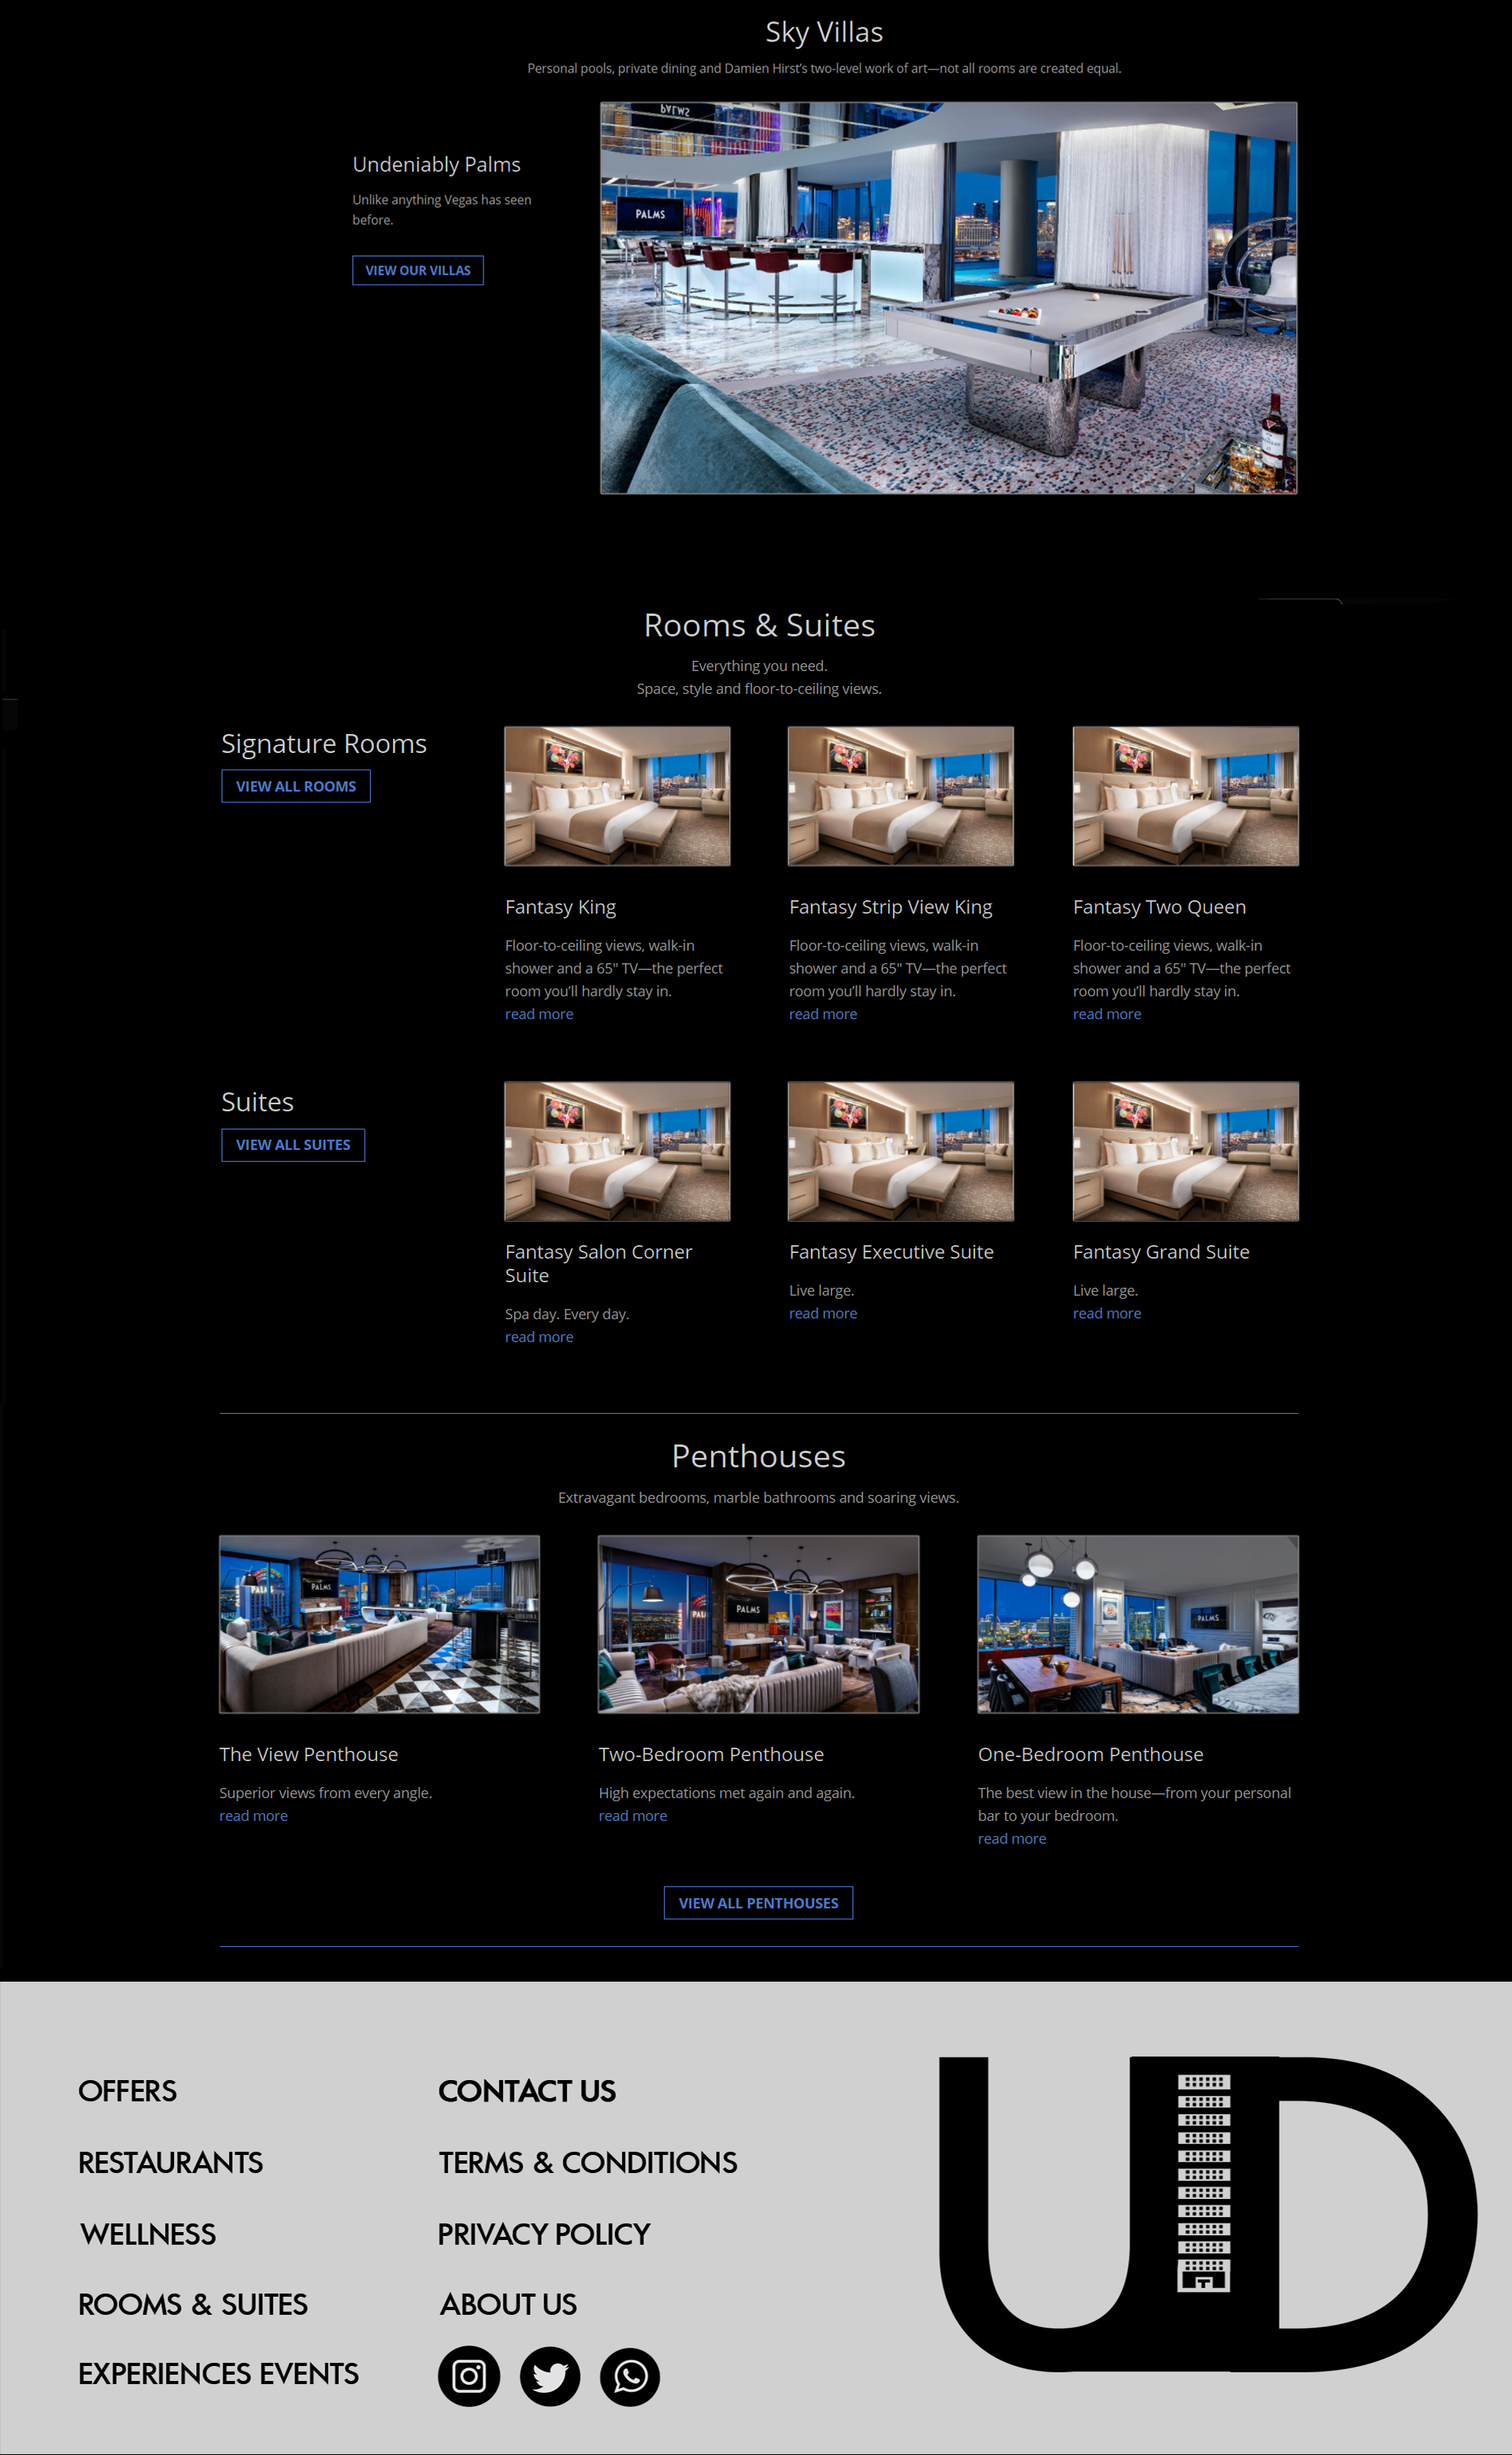 Sky Villas
Personal pools, private dining and Damien Hirst's two-level work of art—not all rooms are created equal.
Undeniably Palms
Unlike anything Vegas has seen
before.
VIEW OUR VILLAS
PALMS
PALMS
Rooms & Suites
Everything you need.
Space, style and floor-to-ceiling views.
Signature Rooms
VIEW ALL ROOMS
Fantasy King
Floor-to-ceiling views, walk-in
shower and a 65" TV—the perfect
room you'll hardly stay in.
read more
Fantasy Strip View King
Floor-to-ceiling views, walk-in
shower and a 65" TV—the perfect
room you'll hardly stay in.
read more
Fantasy Two Queen
Floor-to-ceiling views, walk-in
shower and a 65" TV—the perfect
room you'll hardly stay in.
read more
Suites
VIEW ALL SUITES
Fantasy Salon Corner
Suite
Spa day. Every day.
read more
Fantasy Executive Suite
Live large.
read more
Fantasy Grand Suite
Live large.
read more
Penthouses
Extravagant bedrooms, marble bathrooms and soaring views.
PALMS
PALMS
PALMS
The View Penthouse
Superior views from every angle.
read more
Two-Bedroom Penthouse
High expectations met again and again.
read more
One-Bedroom Penthouse
The best view in the house—from your personal
bar to your bedroom.
read more
VIEW ALL PENTHOUSES
OFFERS
RESTAURANTS
WELLNESS
ROOMS & SUITES
EXPERIENCES EVENTS
CONTACT US
TERMS & CONDITIONS
PRIVACY POLICY
ABOUT US
UD